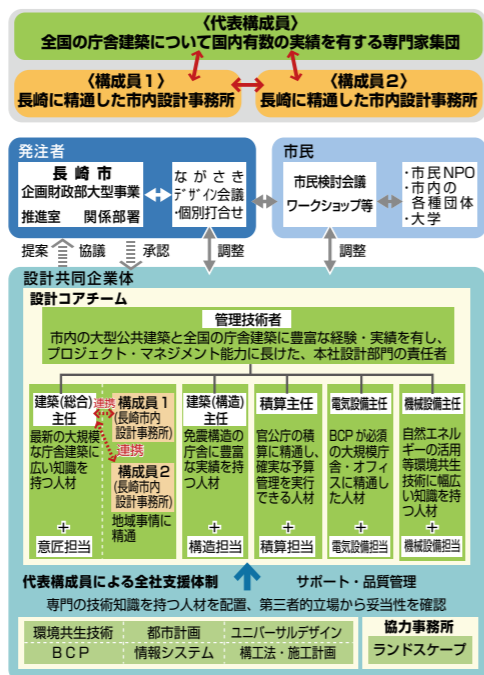 〈代表構成員〉
全国の庁舎建築について国内有数の実績を有する専門家集団
〈構成員1〉
長崎に精通した市内設計事務所
〈構成員2〉
長崎に精通した市内設計事務所
発注者
長崎市
企画財政部大型事業
推進室 関係部署
ながさき
デザイン会議
・個別打合せ
市民
市民検討会議
ワークショップ等
・市民NPO
・市内の
各種団体
・大学
提案 協議 承認 調整 調整
設計共同企業体
設計コアチーム
管理技術者
市内の大型公共建築と全国の庁舎建築に豊富な経験・実績を有し、
プロジェクト・マネジメント能力に長けた、本社設計部門の責任者
建築(総合)
主任
最新の大規模
な庁舎建築に
広い知識を
持つ人材
+
意匠担当
連携
連携
構成員1
(長崎市内
設計事務所)
構成員2
(長崎市内
設計事務所)
地域事情に
精通
建築(構造)
主任
免震構造の
庁舎に豊富
な実績を持
つ人材
+
構造担当
積算主任
官公庁の積
算に精通し、
確実な予算
管理を実行
できる人材
+
積算担当
電気設備主任
BCPが必須
の大規模庁
舎・オフィ
スに精通し
た人材
+
電気設備担当
機械設備主任
自然エネル
ギーの活用
等環境共生
技術に幅広
い知識を持
つ人材
+
機械設備担当
代表構成員による全社支援体制 サポート・品質管理
専門の技術知識を持つ人材を配置、第三者的立場から妥当性を確認
環境共生技術 都市計画 ユニバーサルデザイン
BCP 情報システム 構工法・施工計画
協力事務所
ランドスケープ